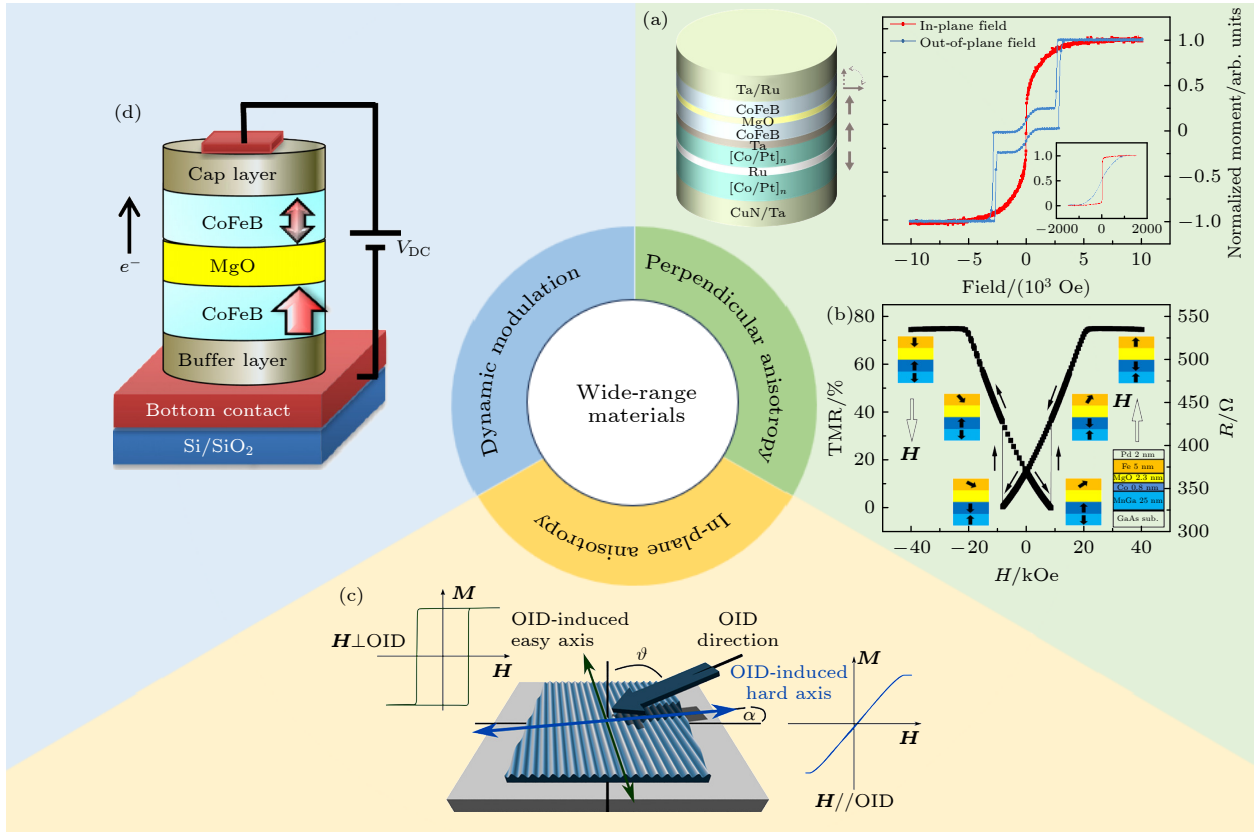 (a)
Ta/Ru
CoFeB
MgO
CoFeB
Ta
[Co/Pt]n
Ru
[Co/Pt]n
CuN/Ta
In-plane field
Out-of-plane field
1.0
0.5
0
−0.5
−1.0
Normalized moment/arb. units
1.0
0.5
0
−2000
0
2000
−10
−5
0
5
10
Field/(10³ Oe)
(b)
80
60
40
20
0
TMR/%
550
500
450
400
350
300
R/Ω
H
H
Pd 2 nm
Fe 5 nm
MgO 2.3 nm
Co 0.8 nm
MnGa 25 nm
GaAs sub.
−40
−20
0
20
40
H/kOe
(d)
Cap layer
CoFeB
MgO
CoFeB
Buffer layer
Bottom contact
Si/SiO₂
e⁻
V_DC
Dynamic modulation
Perpendicular anisotropy
In-plane anisotropy
Wide-range
materials
(c)
M
H⊥OID
H
OID-induced
easy axis
ϑ
OID
direction
OID-induced
hard axis
α
M
H
H//OID